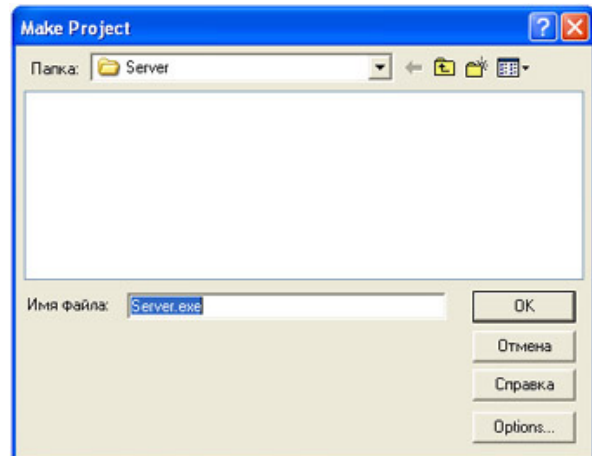 Make Project
Папка: Server
Имя файла: Server.exe
OK
Отмена
Справка
Options...